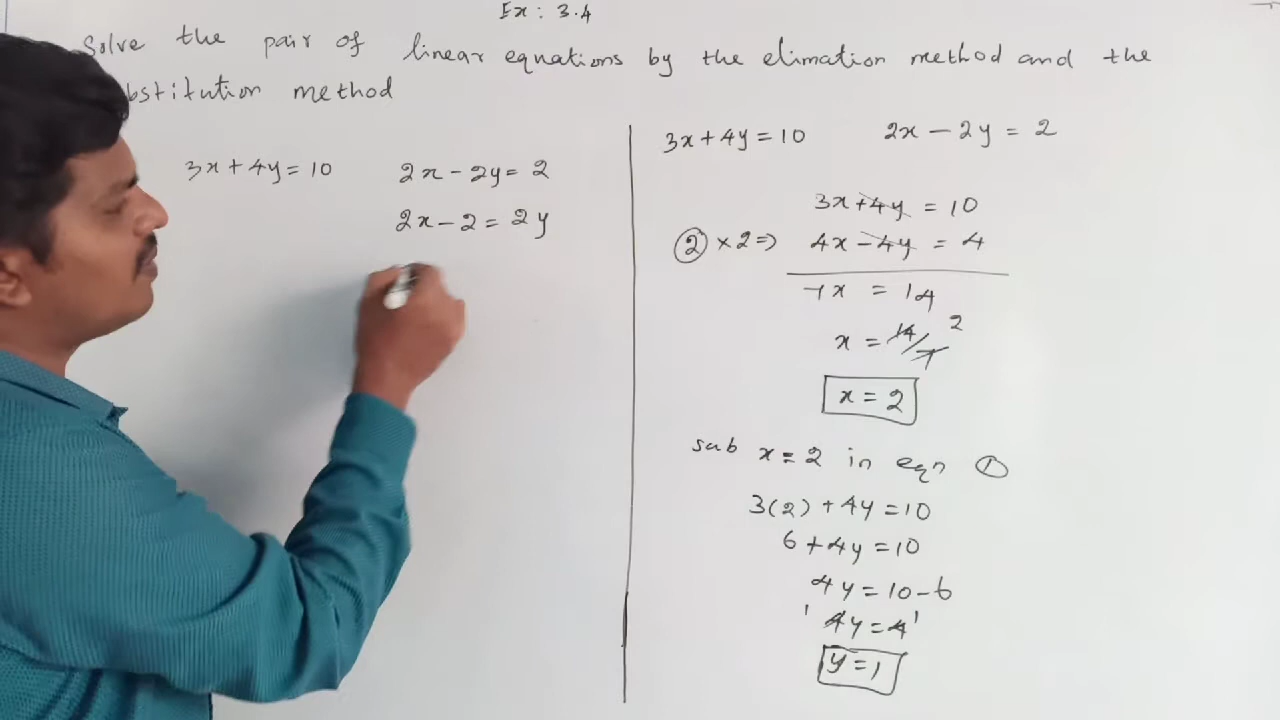 Ex : 3.4
Solve the pair of linear equations by the elimation method and the
bstitution method
3x + 4y = 10 2x - 2y = 2
2x - 2 = 2y
3x + 4y = 10 2x - 2y = 2
3x + 4y = 10
② × 2 ⇒ 4x - 4y = 4
7x = 14
x = 14/7 2
x = 2
sub x = 2 in eqn ①
3(2) + 4y = 10
6 + 4y = 10
4y = 10 - 6
1 4y = 4 1
y = 1